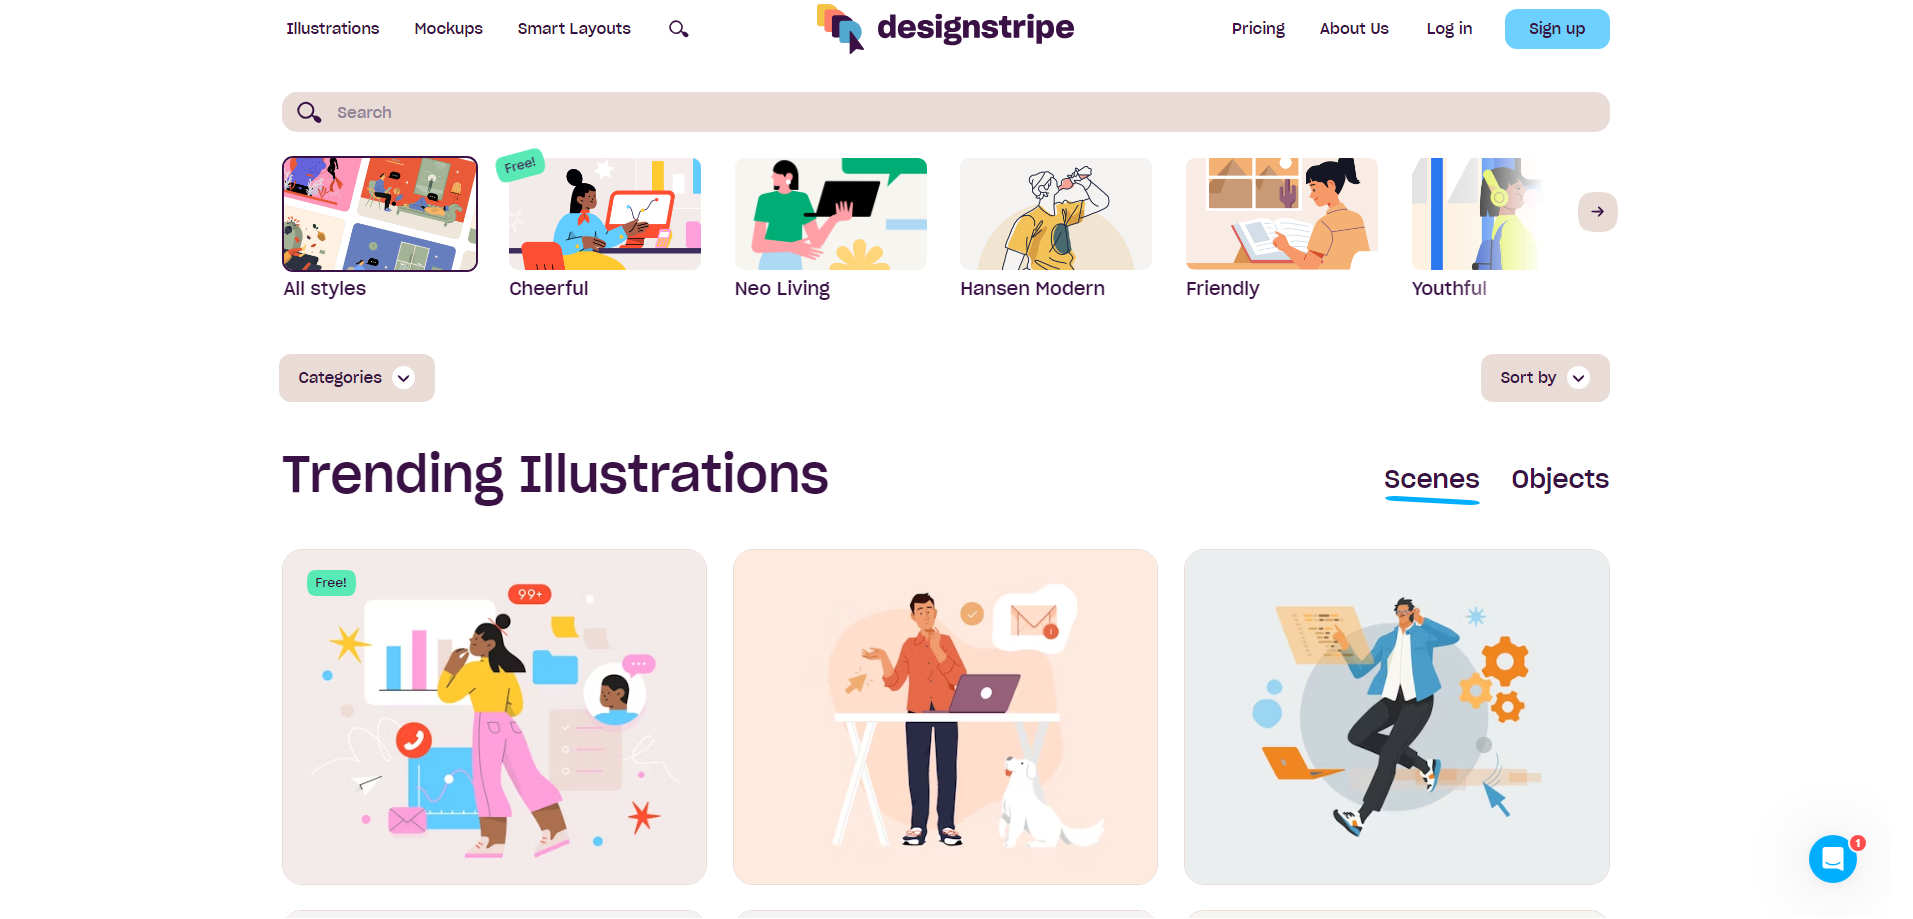 Illustrations Mockups Smart Layouts designstripe Pricing About Us Log in Sign up
Search
Free!
All styles Cheerful Neo Living Hansen Modern Friendly Youthful
Categories Sort by
Trending Illustrations Scenes Objects
Free!
99+
1